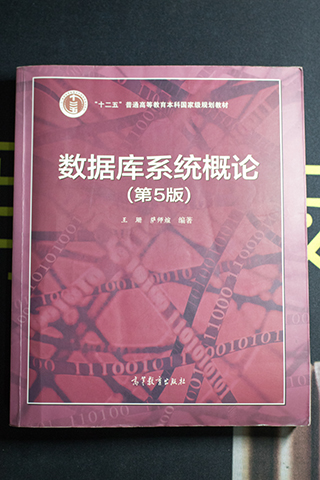 “十二五”普通高等教育本科国家级规划教材
数据库系统概论
(第5版)
王 珊 萨师煊 编著
高等教育出版社